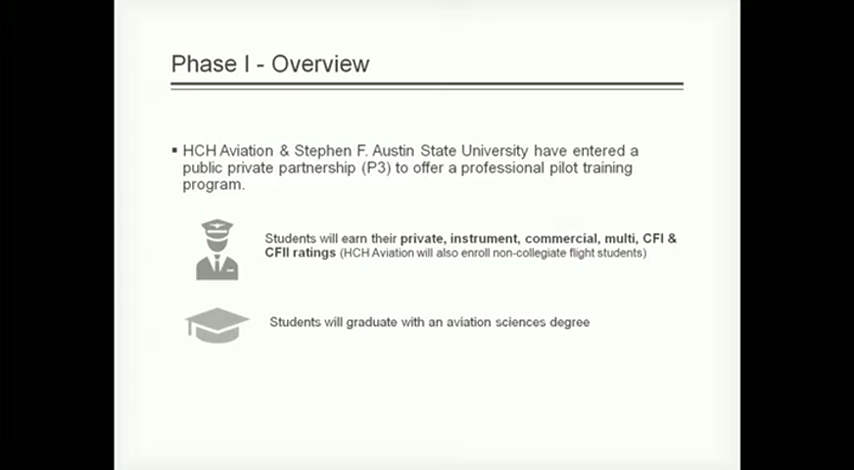 Phase I - Overview
▪ HCH Aviation & Stephen F. Austin State University have entered a
public private partnership (P3) to offer a professional pilot training
program.
Students will earn their private, instrument, commercial, multi, CFI &
CFII ratings (HCH Aviation will also enroll non-collegiate flight students)
Students will graduate with an aviation sciences degree